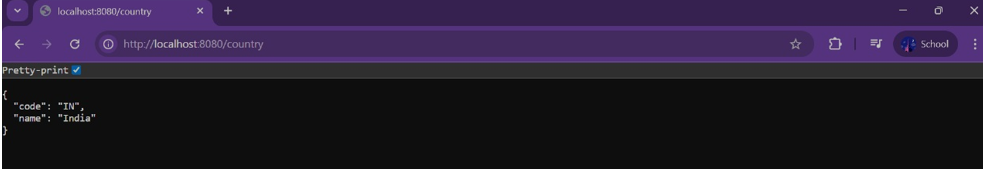 localhost:8080/country
http://localhost:8080/country
School
Pretty-print
{
  "code": "IN",
  "name": "India"
}